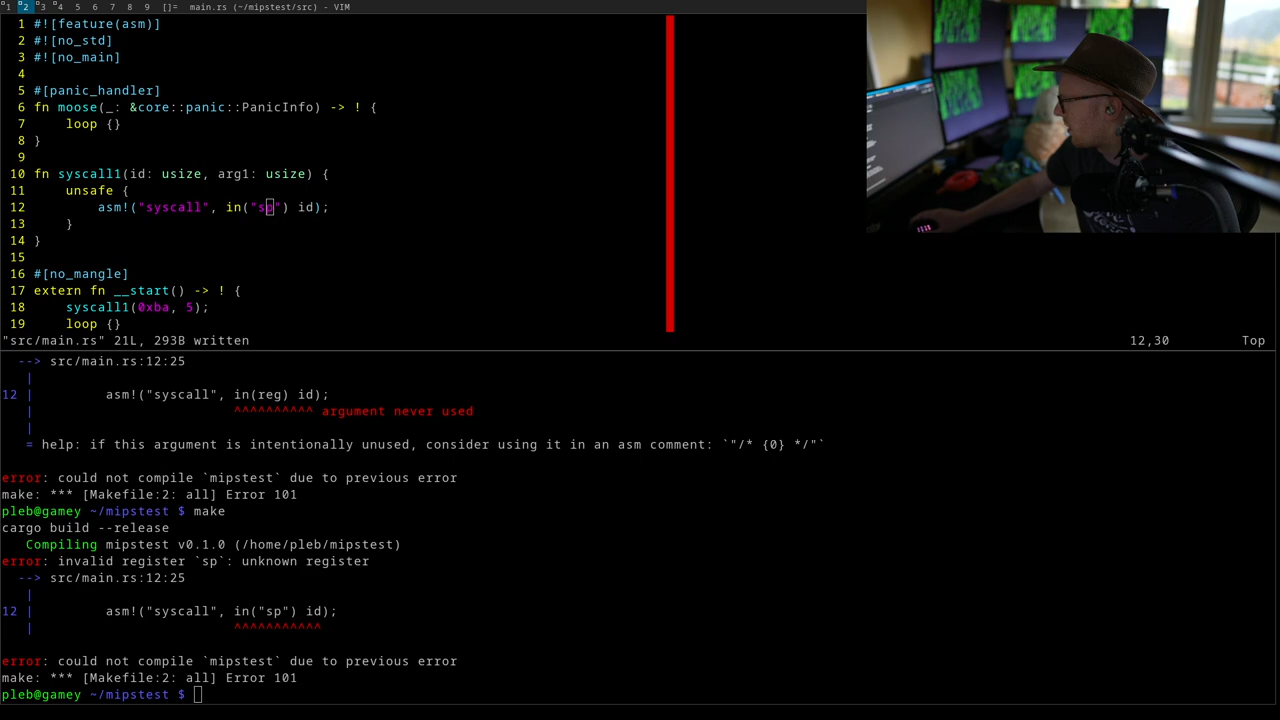 1 2 3 4 5 6 7 8 9 []= main.rs (~/mipstest/src) - VIM
1 #![feature(asm)]
2 #![no_std]
3 #![no_main]
4
5 #[panic_handler]
6 fn moose(_: &core::panic::PanicInfo) -> ! {
7     loop {}
8 }
9
10 fn syscall1(id: usize, arg1: usize) {
11     unsafe {
12         asm!("syscall", in("sp") id);
13     }
14 }
15
16 #[no_mangle]
17 extern fn __start() -> ! {
18     syscall1(0xba, 5);
19     loop {}
"src/main.rs" 21L, 293B written 12,30 Top
  --> src/main.rs:12:25
   |
12 |         asm!("syscall", in(reg) id);
   |                         ^^^^^^^^^^ argument never used
   |
   = help: if this argument is intentionally unused, consider using it in an asm comment: `"/* {0} */"`
error: could not compile `mipstest` due to previous error
make: *** [Makefile:2: all] Error 101
pleb@gamey ~/mipstest $ make
cargo build --release
   Compiling mipstest v0.1.0 (/home/pleb/mipstest)
error: invalid register `sp`: unknown register
  --> src/main.rs:12:25
   |
12 |         asm!("syscall", in("sp") id);
   |                         ^^^^^^^^^^^
error: could not compile `mipstest` due to previous error
make: *** [Makefile:2: all] Error 101
pleb@gamey ~/mipstest $